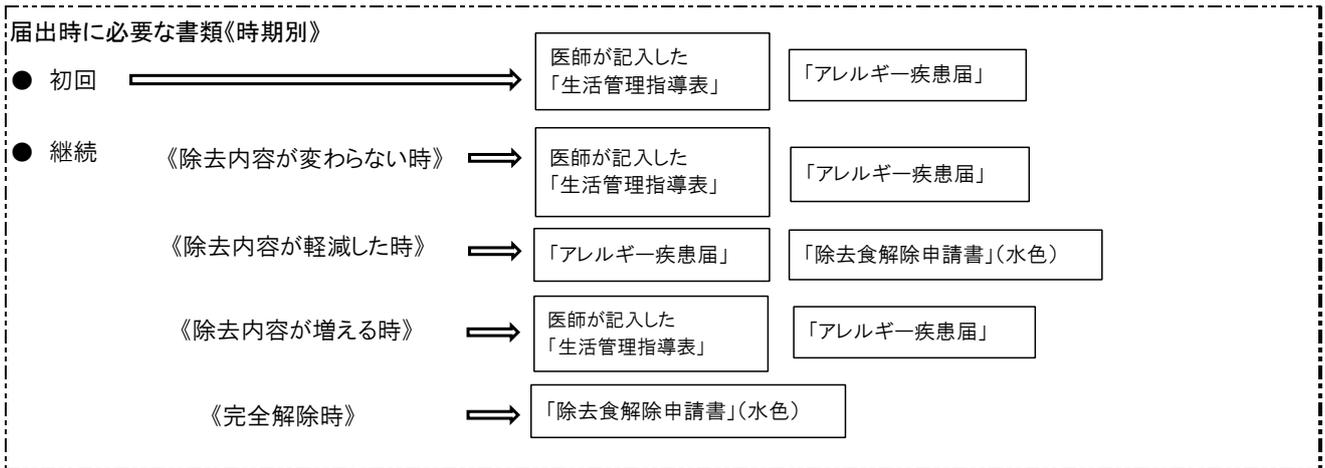 届出時に必要な書類《時期別》
● 初回
医師が記入した
「生活管理指導表」
「アレルギー疾患届」
● 継続
《除去内容が変わらない時》
医師が記入した
「生活管理指導表」
「アレルギー疾患届」
《除去内容が軽減した時》
「アレルギー疾患届」
「除去食解除申請書」(水色)
《除去内容が増える時》
医師が記入した
「生活管理指導表」
「アレルギー疾患届」
《完全解除時》
「除去食解除申請書」(水色)